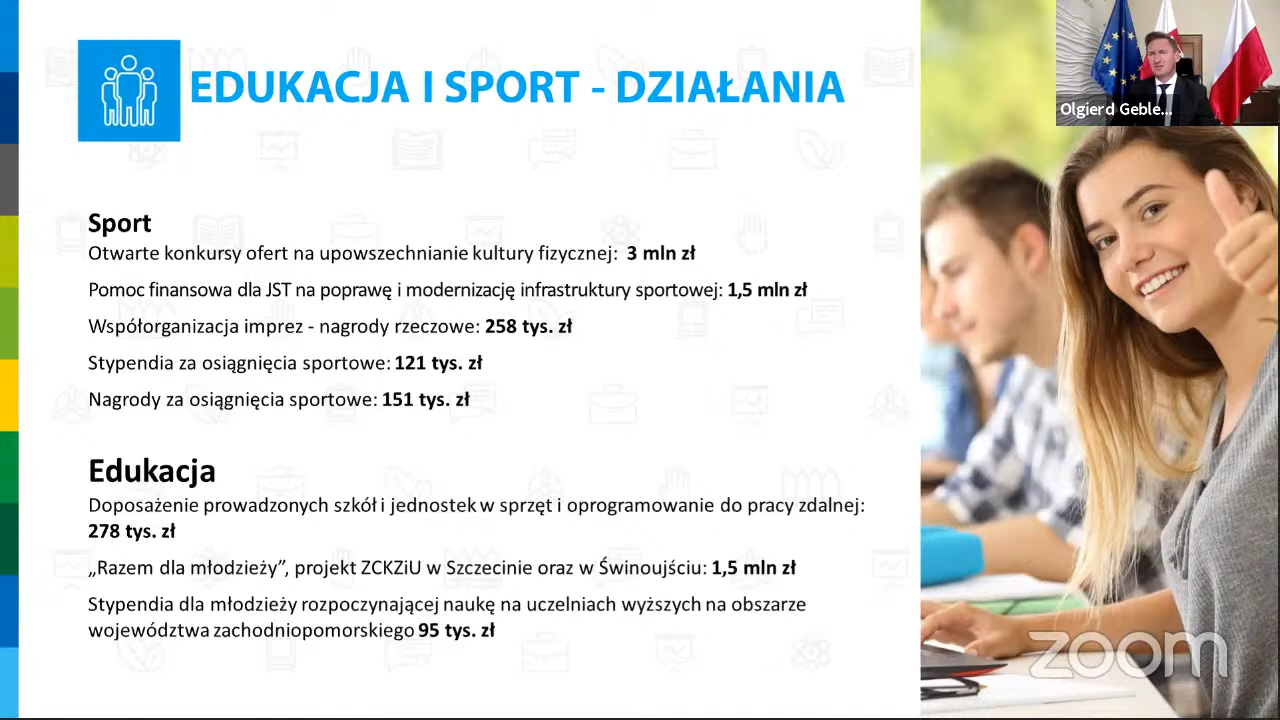 EDUKACJA I SPORT - DZIAŁANIA
Olgierd Geble...
Sport
Otwarte konkursy ofert na upowszechnianie kultury fizycznej: 3 mln zł
Pomoc finansowa dla JST na poprawę i modernizację infrastruktury sportowej: 1,5 mln zł
Współorganizacja imprez - nagrody rzeczowe: 258 tys. zł
Stypendia za osiągnięcia sportowe: 121 tys. zł
Nagrody za osiągnięcia sportowe: 151 tys. zł
Edukacja
Doposażenie prowadzonych szkół i jednostek w sprzęt i oprogramowanie do pracy zdalnej:
278 tys. zł
„Razem dla młodzieży”, projekt ZCKZiU w Szczecinie oraz w Świnoujściu: 1,5 mln zł
Stypendia dla młodzieży rozpoczynającej naukę na uczelniach wyższych na obszarze
województwa zachodniopomorskiego 95 tys. zł
zoom